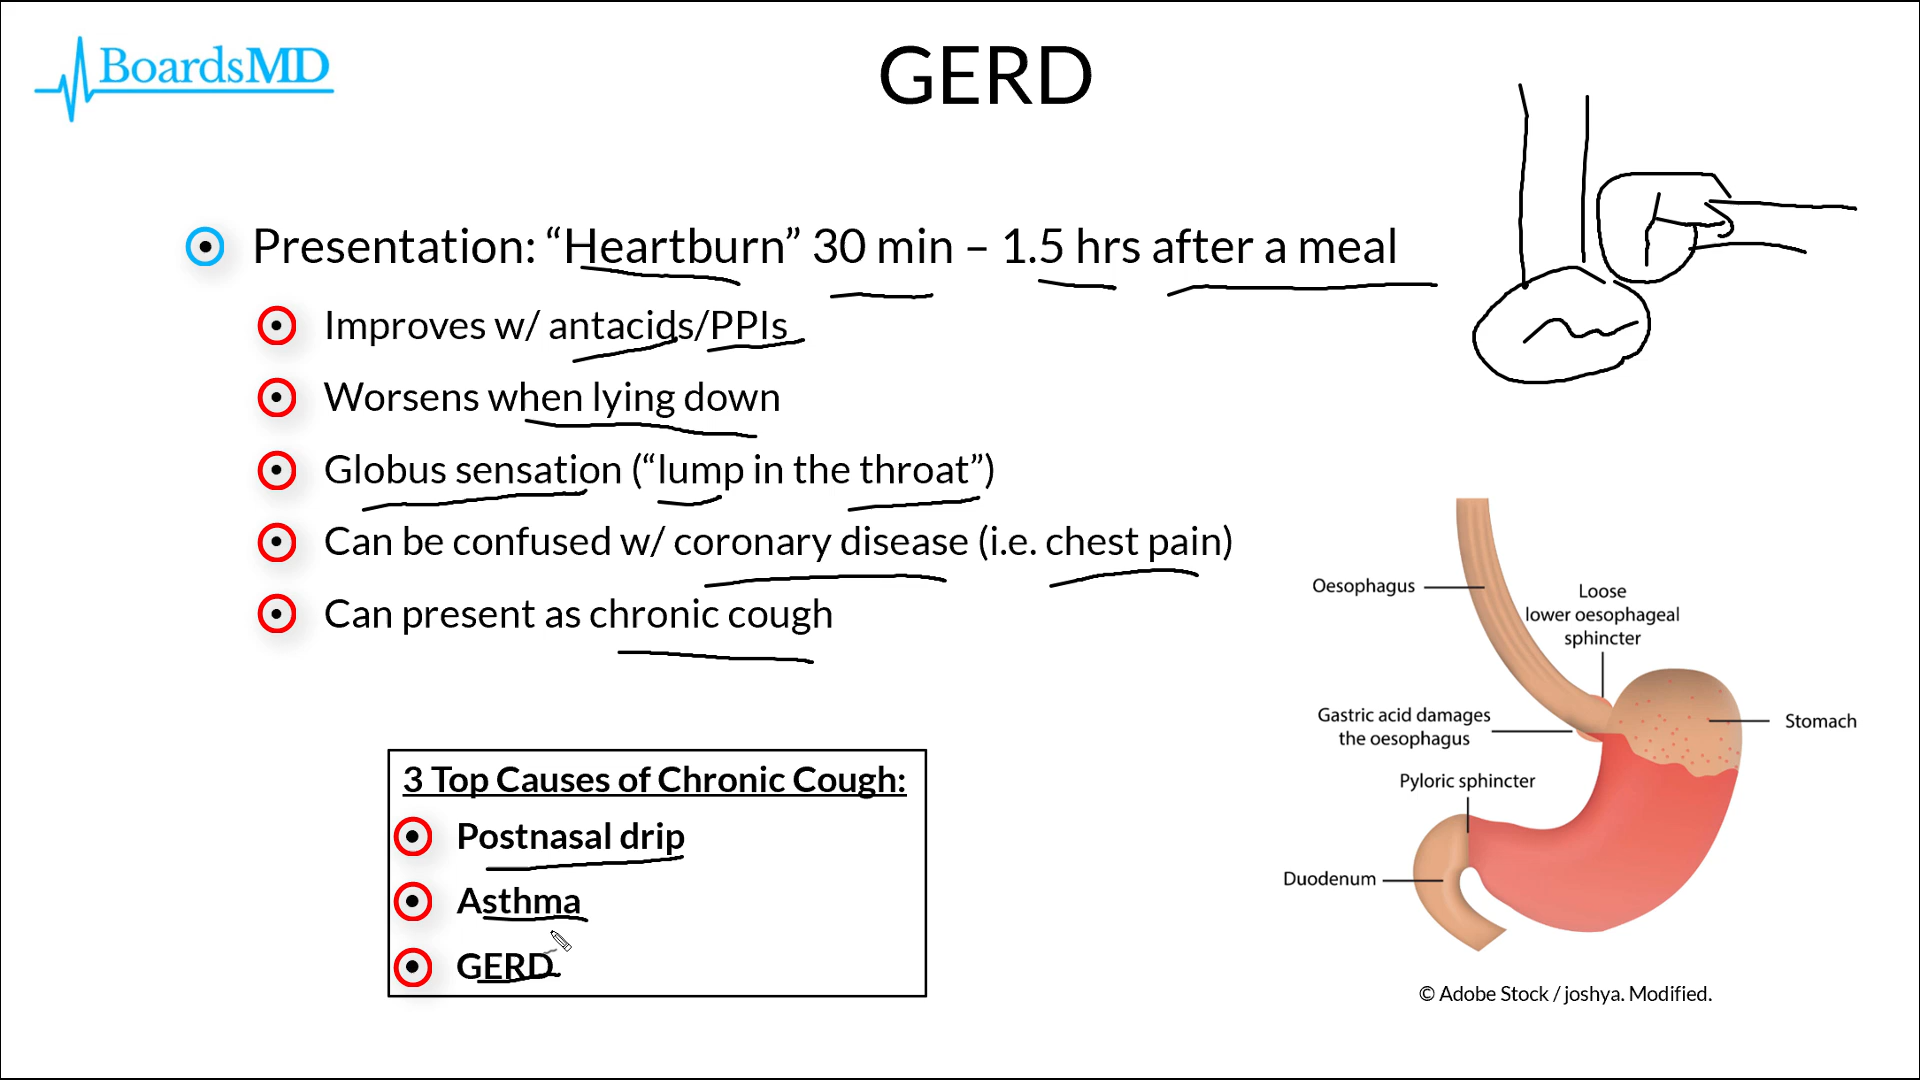 BoardsMD
GERD
Presentation: “Heartburn” 30 min – 1.5 hrs after a meal
Improves w/ antacids/PPIs
Worsens when lying down
Globus sensation (“lump in the throat”)
Can be confused w/ coronary disease (i.e. chest pain)
Can present as chronic cough
3 Top Causes of Chronic Cough:
Postnasal drip
Asthma
GERD
Oesophagus
Loose
lower oesophageal
sphincter
Gastric acid damages
the oesophagus
Stomach
Pyloric sphincter
Duodenum
© Adobe Stock / joshya. Modified.